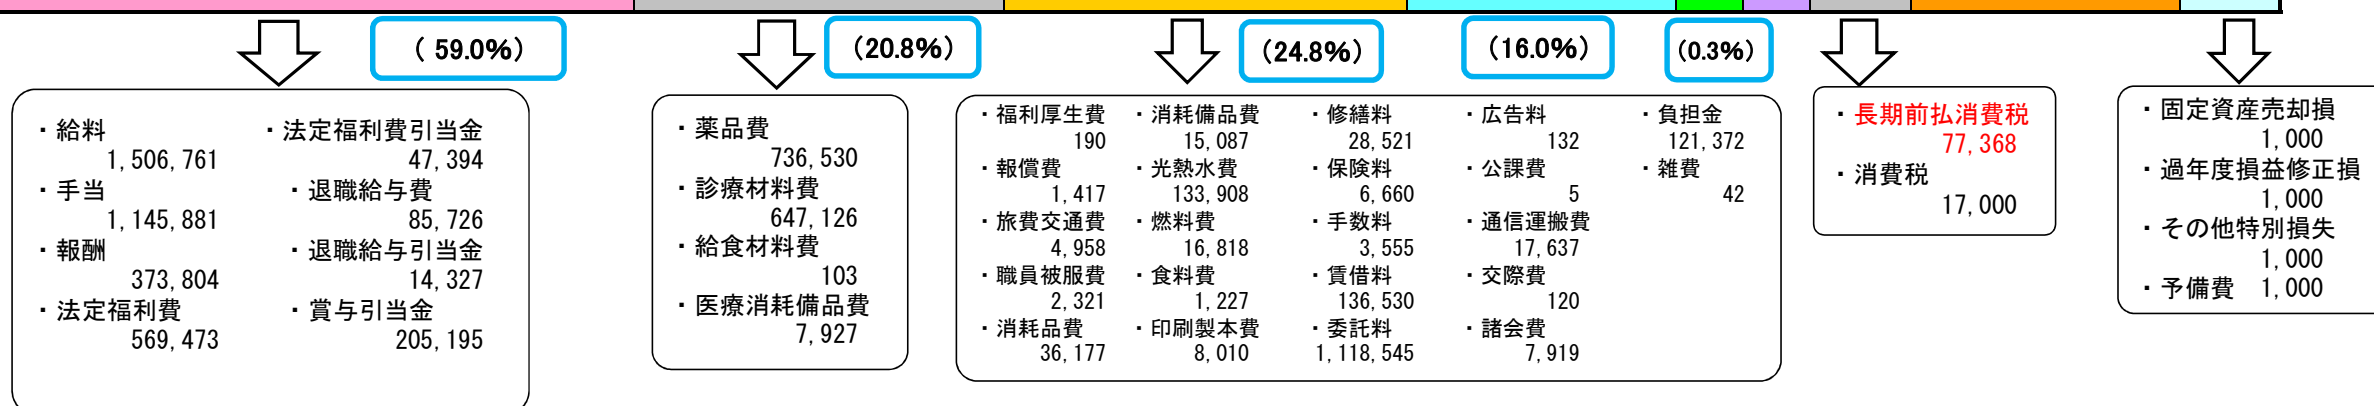 （ 59.0%）
（20.8%）
（24.8%）
（16.0%）
（0.3%）
・給料
1,506,761
・手当
1,145,881
・報酬
373,804
・法定福利費
569,473
・法定福利費引当金
47,394
・退職給与費
85,726
・退職給与引当金
14,327
・賞与引当金
205,195
・薬品費
736,530
・診療材料費
647,126
・給食材料費
103
・医療消耗備品費
7,927
・福利厚生費
190
・報償費
1,417
・旅費交通費
4,958
・職員被服費
2,321
・消耗品費
36,177
・消耗備品費
15,087
・光熱水費
133,908
・燃料費
16,818
・食料費
1,227
・印刷製本費
8,010
・修繕料
28,521
・保険料
6,660
・手数料
3,555
・賃借料
136,530
・委託料
1,118,545
・広告料
132
・公課費
5
・通信運搬費
17,637
・交際費
120
・諸会費
7,919
・負担金
121,372
・雑費
42
・長期前払消費税
77,368
・消費税
17,000
・固定資産売却損
1,000
・過年度損益修正損
1,000
・その他特別損失
1,000
・予備費 1,000